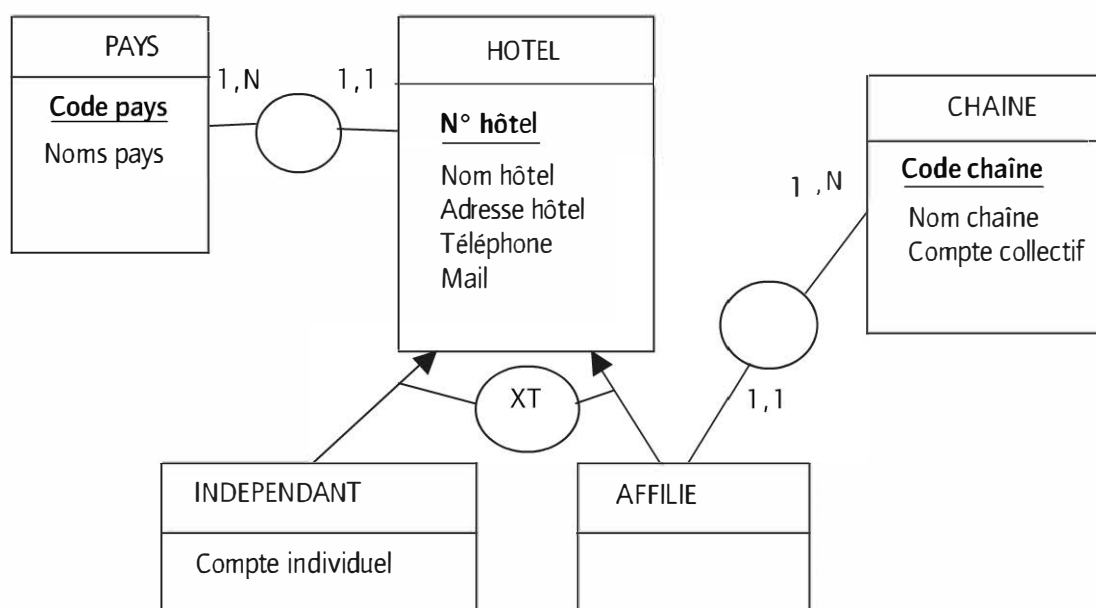 PAYS
Code pays
Noms pays
1,N
1,1
HOTEL
N° hôtel
Nom hôtel
Adresse hôtel
Téléphone
Mail
CHAINE
Code chaîne
Nom chaîne
Compte collectif
1,N
1,1
XT
INDEPENDANT
Compte individuel
AFFILIE